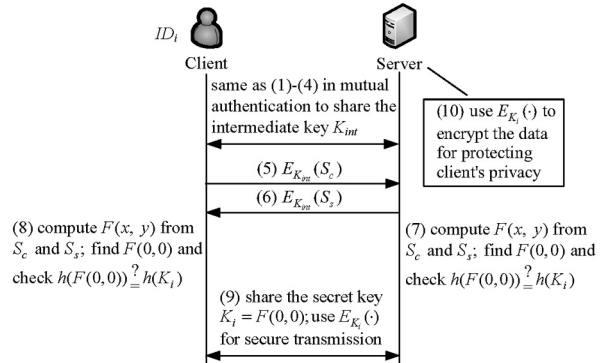 ID_i
Client
Server
same as (1)-(4) in mutual
authentication to share the
intermediate key K_int
(10) use E_{K_i}(·) to
encrypt the data
for protecting
client's privacy
(5) E_{K_int}(S_c)
(6) E_{K_int}(S_s)
(8) compute F(x, y) from
S_c and S_s; find F(0,0) and
check h(F(0,0)) ≟ h(K_i)
(7) compute F(x, y) from
S_c and S_s; find F(0,0) and
check h(F(0,0)) ≟ h(K_i)
(9) share the secret key
K_i = F(0,0); use E_{K_i}(·)
for secure transmission